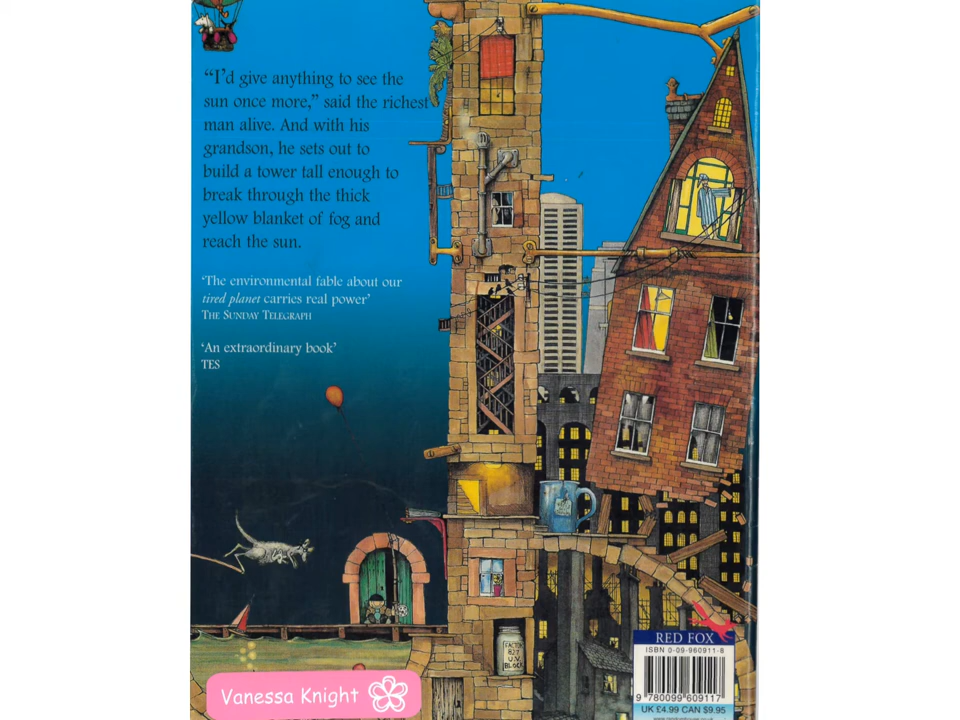 “I’d give anything to see the
sun once more,” said the richest
man alive. And with his
grandson, he sets out to
build a tower tall enough to
break through the thick
yellow blanket of fog and
reach the sun.
‘The environmental fable about our
tired planet carries real power’
THE SUNDAY TELEGRAPH
‘An extraordinary book’
TES
FACTOR
827
U.V.
BLOCK
Vanessa Knight
RED FOX
ISBN 0-09-960911-8
9 780099 609117
UK £4.99 CAN $9.95